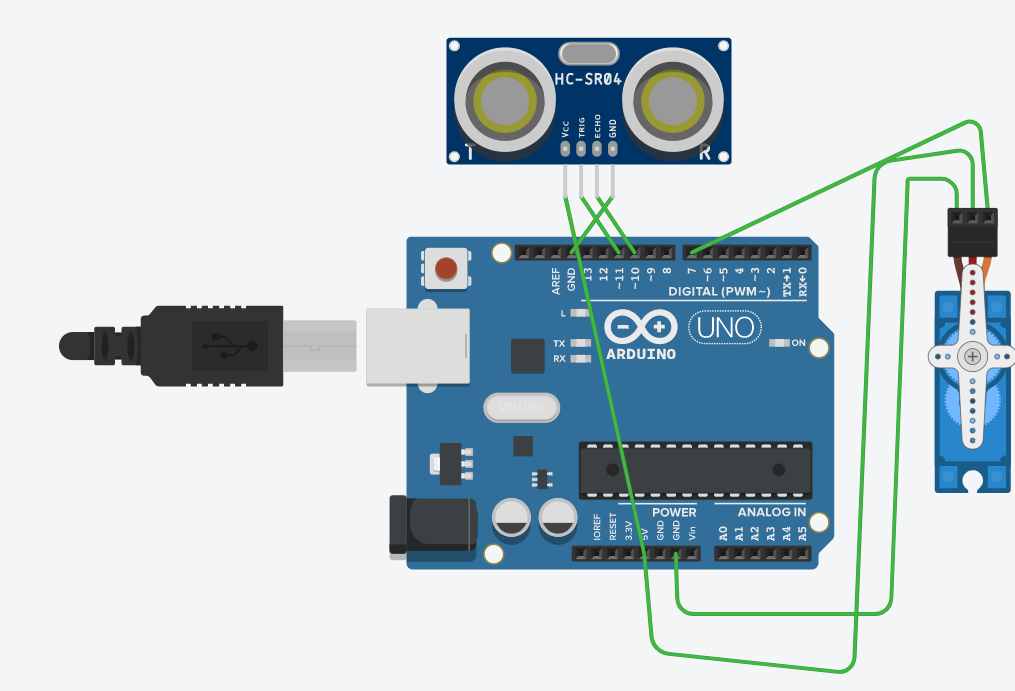 HC-SR04
VCC
TRIG
ECHO
GND
T
R
AREF
GND
13
12
~11
~10
~9
8
7
~6
~5
4
~3
2
TX→1
RX←0
DIGITAL (PWM~)
L
TX
RX
UNO
ON
ARDUINO
POWER
ANALOG IN
IOREF
RESET
3.3V
5V
GND
GND
Vin
A0
A1
A2
A3
A4
A5